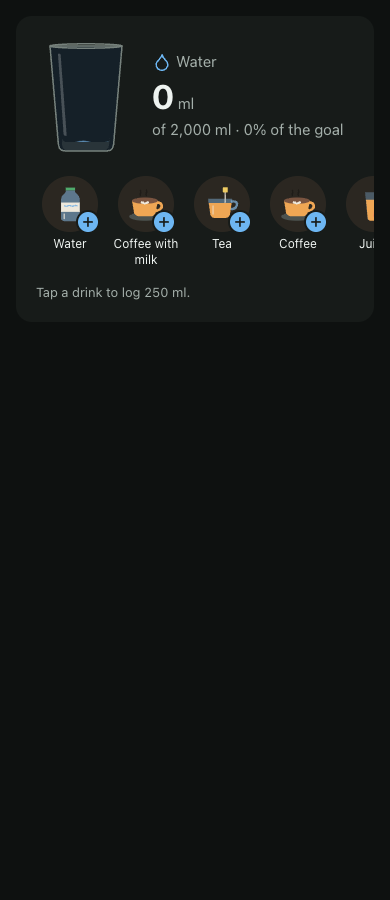 Water
0 ml
of 2,000 ml · 0% of the goal
Water
Coffee with
milk
Tea
Coffee
Tap a drink to log 250 ml.